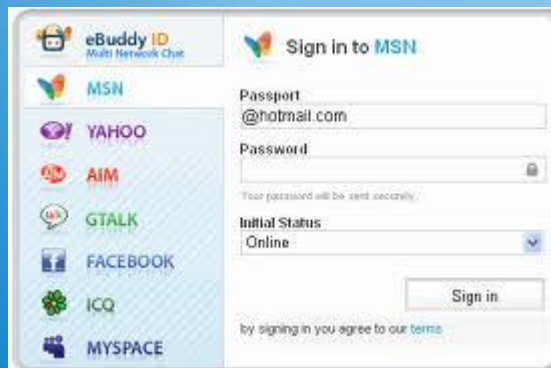 eBuddy ID
Multi Network Chat
MSN
YAHOO
AIM
GTALK
FACEBOOK
ICQ
MYSPACE
Sign in to MSN
Passport
@hotmail.com
Password
Your password will be sent securely.
Initial Status
Online
Sign in
by signing in you agree to our terms